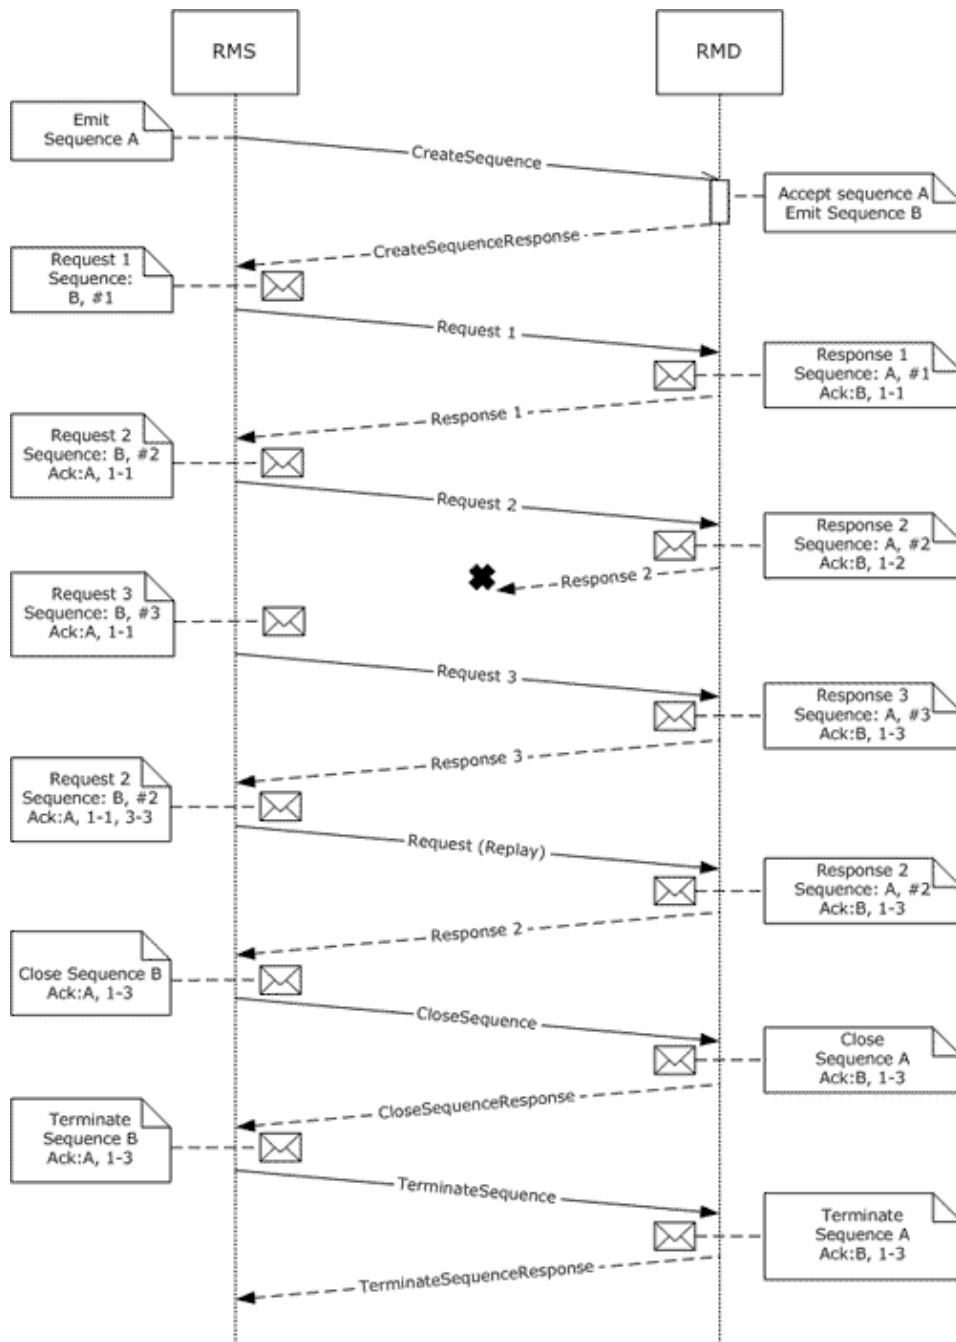 RMS
RMD
Emit
Sequence A
CreateSequence
Accept sequence A
Emit Sequence B
CreateSequenceResponse
Request 1
Sequence:
B, #1
Request 1
Response 1
Sequence: A, #1
Ack:B, 1-1
Response 1
Request 2
Sequence: B, #2
Ack:A, 1-1
Request 2
Response 2
Sequence: A, #2
Ack:B, 1-2
Response 2
Request 3
Sequence: B, #3
Ack:A, 1-1
Request 3
Response 3
Sequence: A, #3
Ack:B, 1-3
Response 3
Request 2
Sequence: B, #2
Ack:A, 1-1, 3-3
Request (Replay)
Response 2
Sequence: A, #2
Ack:B, 1-3
Response 2
Close Sequence B
Ack:A, 1-3
CloseSequence
Close
Sequence A
Ack:B, 1-3
CloseSequenceResponse
Terminate
Sequence B
Ack:A, 1-3
TerminateSequence
Terminate
Sequence A
Ack:B, 1-3
TerminateSequenceResponse